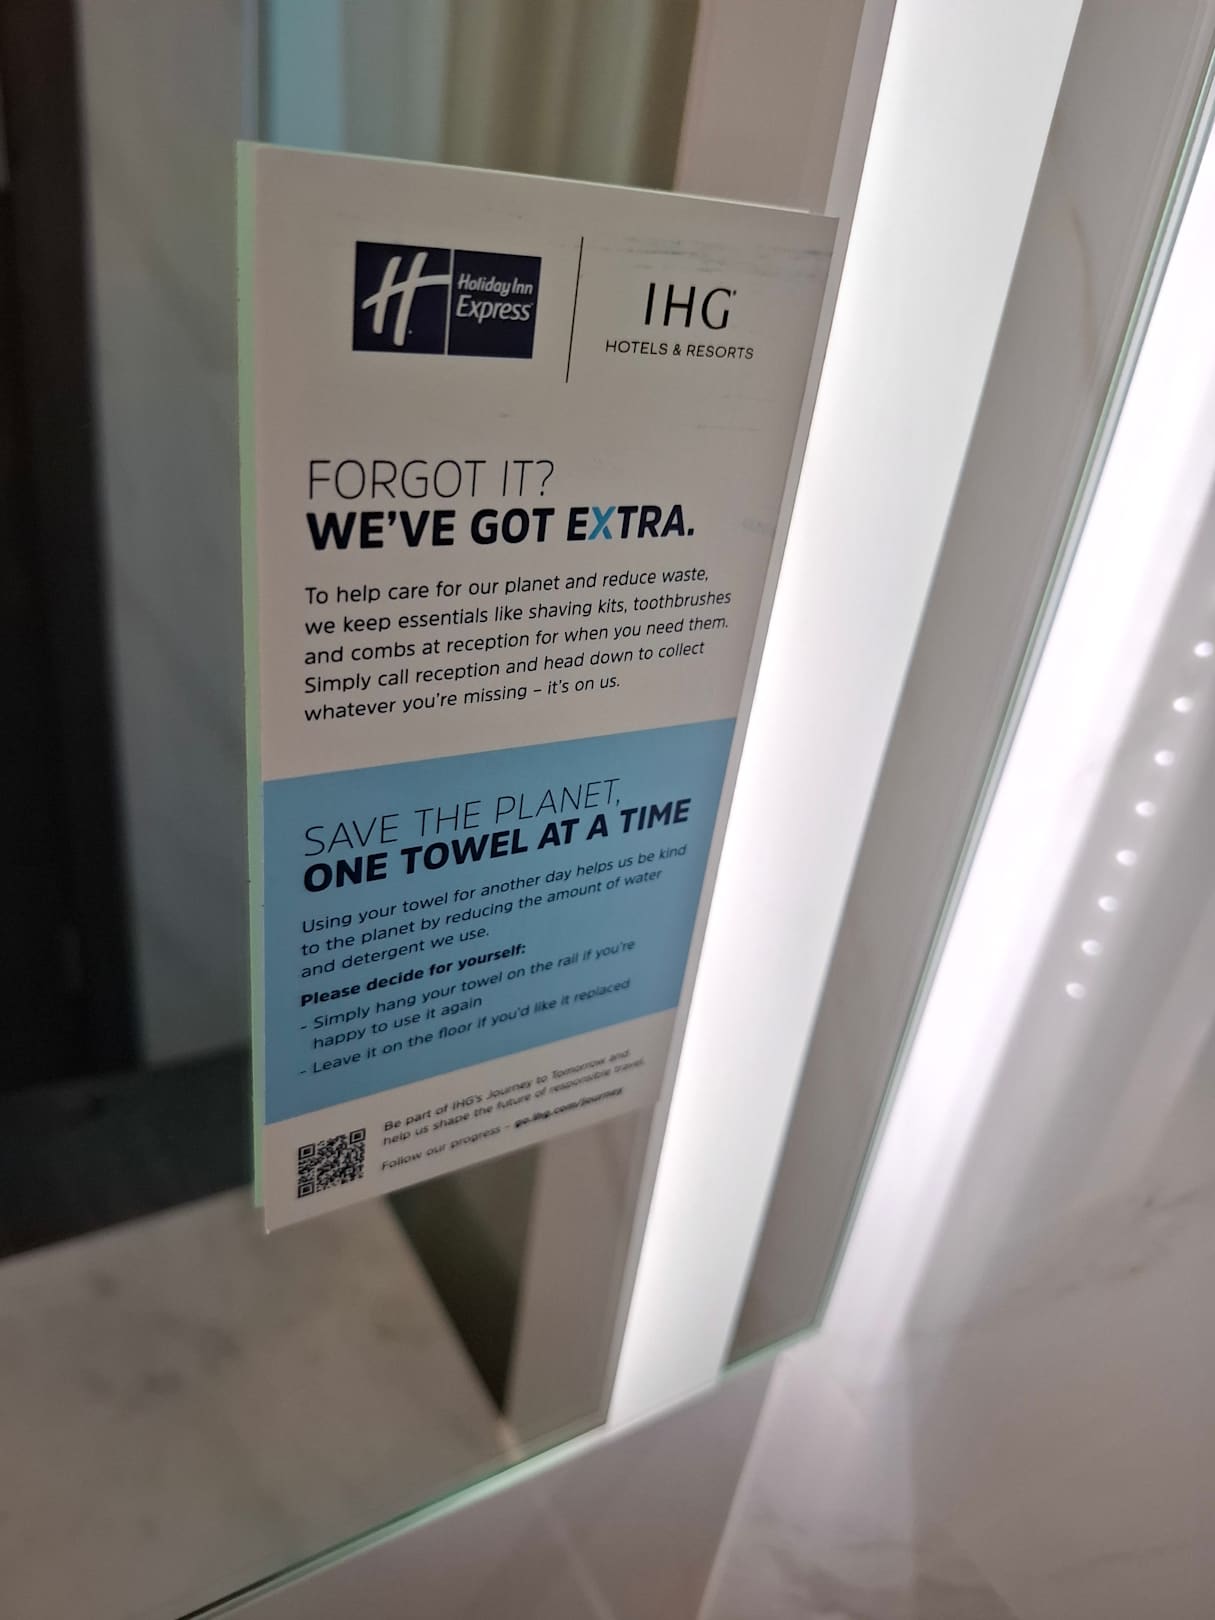 Holiday Inn
Express
IHG
HOTELS & RESORTS
FORGOT IT?
WE'VE GOT EXTRA.
To help care for our planet and reduce waste,
we keep essentials like shaving kits, toothbrushes
and combs at reception for when you need them.
Simply call reception and head down to collect
whatever you're missing – it's on us.
SAVE THE PLANET,
ONE TOWEL AT A TIME
Using your towel for another day helps us be kind
to the planet by reducing the amount of water
and detergent we use.
Please decide for yourself:
- Simply hang your towel on the rail if you're
happy to use it again
- Leave it on the floor if you'd like it replaced
Be part of IHG's Journey to Tomorrow and
help us shape the future of responsible travel.
Follow our progress – go.ihg.com/journey